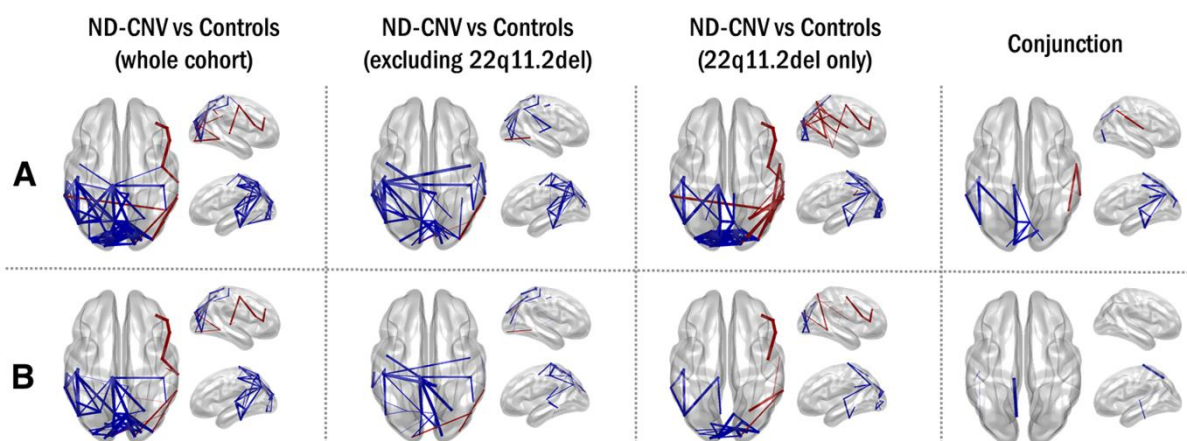 ND-CNV vs Controls
(whole cohort)
ND-CNV vs Controls
(excluding 22q11.2del)
ND-CNV vs Controls
(22q11.2del only)
Conjunction
A
B